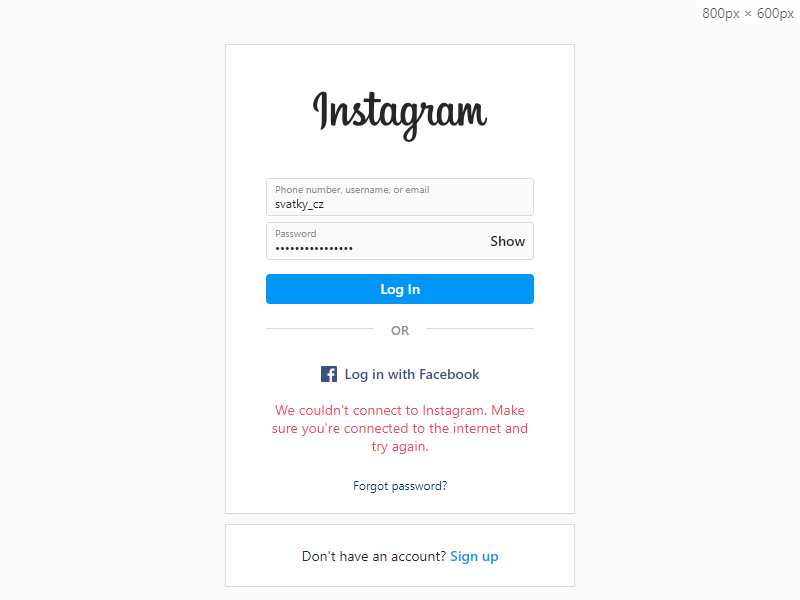 800px × 600px
Instagram
Phone number, username, or email
svatky_cz
Password
••••••••••••••••
Show
Log In
OR
Log in with Facebook
We couldn't connect to Instagram. Make
sure you're connected to the internet and
try again.
Forgot password?
Don't have an account? Sign up